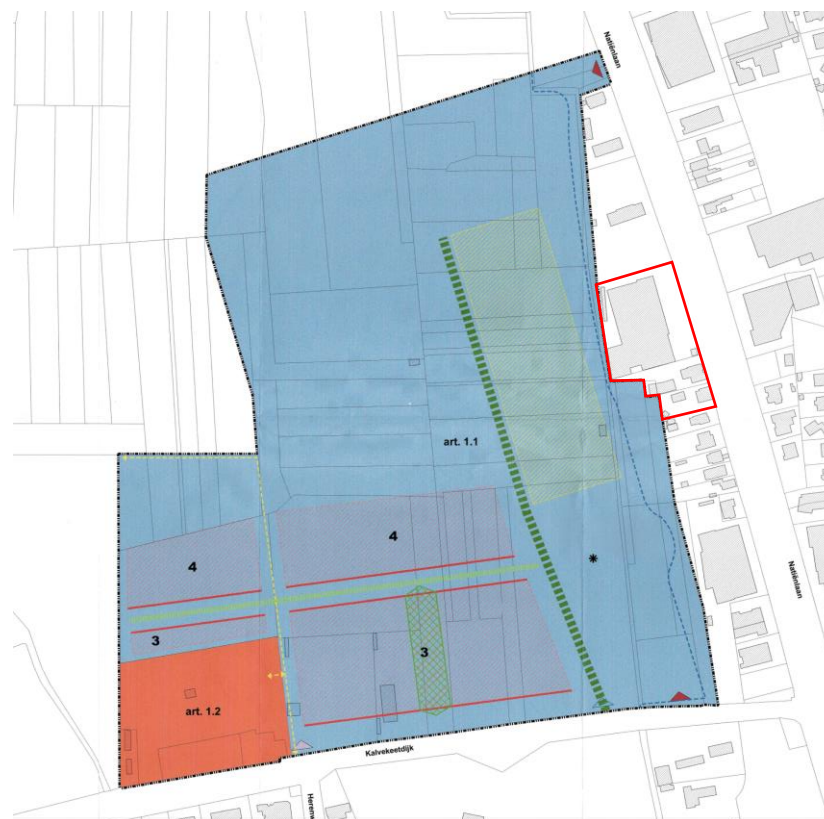 Natiënlaan
art. 1.1
4
4
*
Natiënlaan
3
3
art. 1.2
Kalvekeetdijk